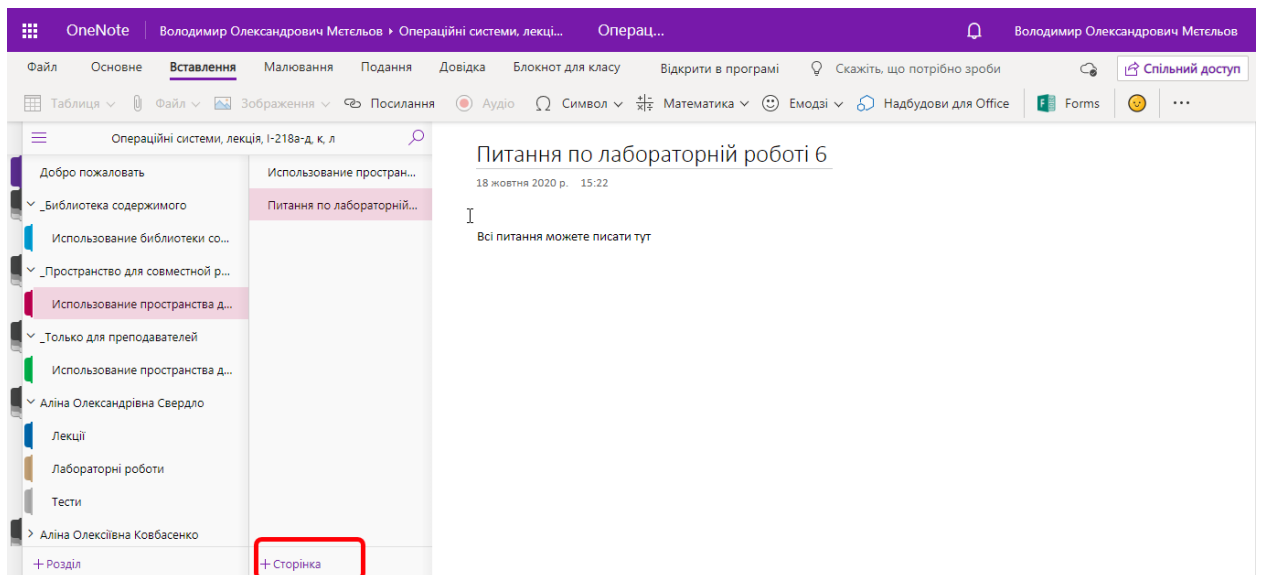 OneNote Володимир Олександрович Мєтєльов ▸ Операційні системи, лекці... Операц... Володимир Олександрович Мєтєльов
Файл Основне Вставлення Малювання Подання Довідка Блокнот для класу Відкрити в програмі Скажіть, що потрібно зроби Спільний доступ
Таблиця Файл Зображення Посилання Аудіо Символ Математика Емодзі Надбудови для Office Forms ...
Операційні системи, лекція, І-218а-д, к, л
Добро пожаловать
_Библиотека содержимого
Использование библиотеки со...
_Пространство для совместной р...
Использование пространства д...
_Только для преподавателей
Использование пространства д...
Аліна Олександрівна Свердло
Лекції
Лабораторні роботи
Тести
Аліна Олексіївна Ковбасенко
+ Розділ
Использование простран...
Питання по лабораторній...
+ Сторінка
Питання по лабораторній роботі 6
18 жовтня 2020 р. 15:22
Всі питання можете писати тут